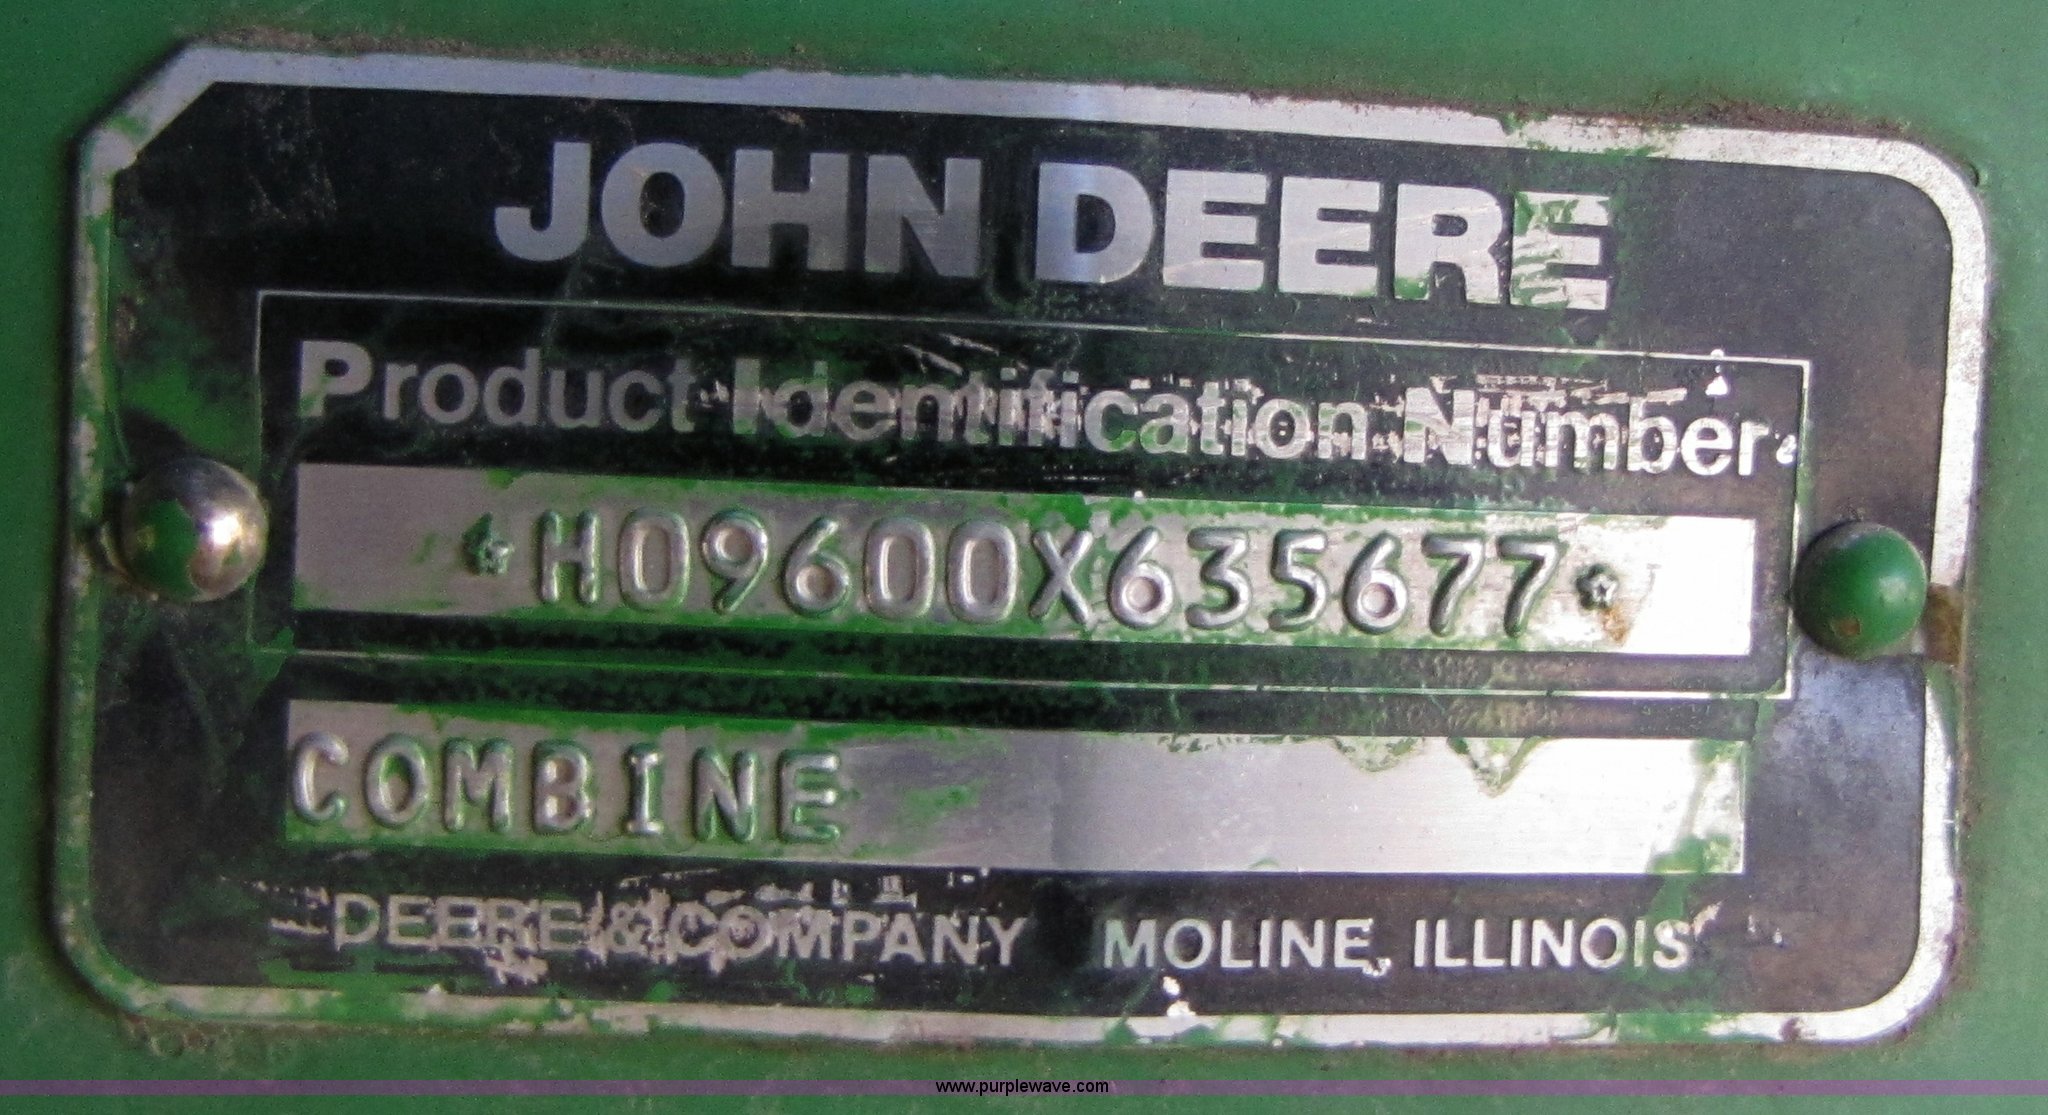 JOHN DEERE
Product Identification Number
*H09600X635677*
COMBINE
DEERE & COMPANY MOLINE, ILLINOIS
www.purplewave.com